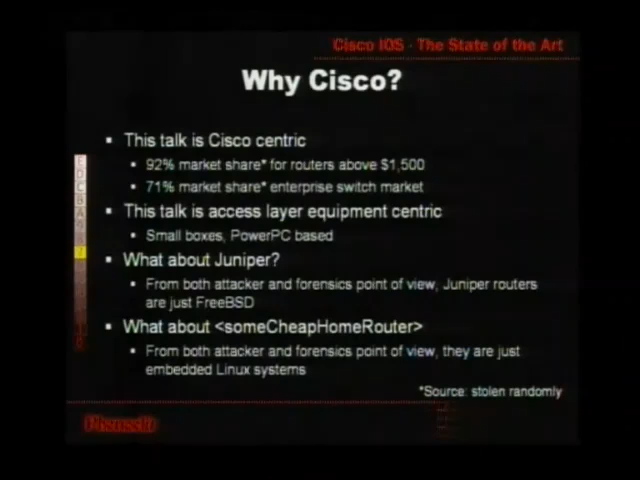 Cisco IOS - The State of the Art
Why Cisco?
This talk is Cisco centric
92% market share* for routers above $1,500
71% market share* enterprise switch market
This talk is access layer equipment centric
Small boxes, PowerPC based
What about Juniper?
From both attacker and forensics point of view, Juniper routers
are just FreeBSD
What about <someCheapHomeRouter>
From both attacker and forensics point of view, they are just
embedded Linux systems
*Source: stolen randomly
Phenoelit